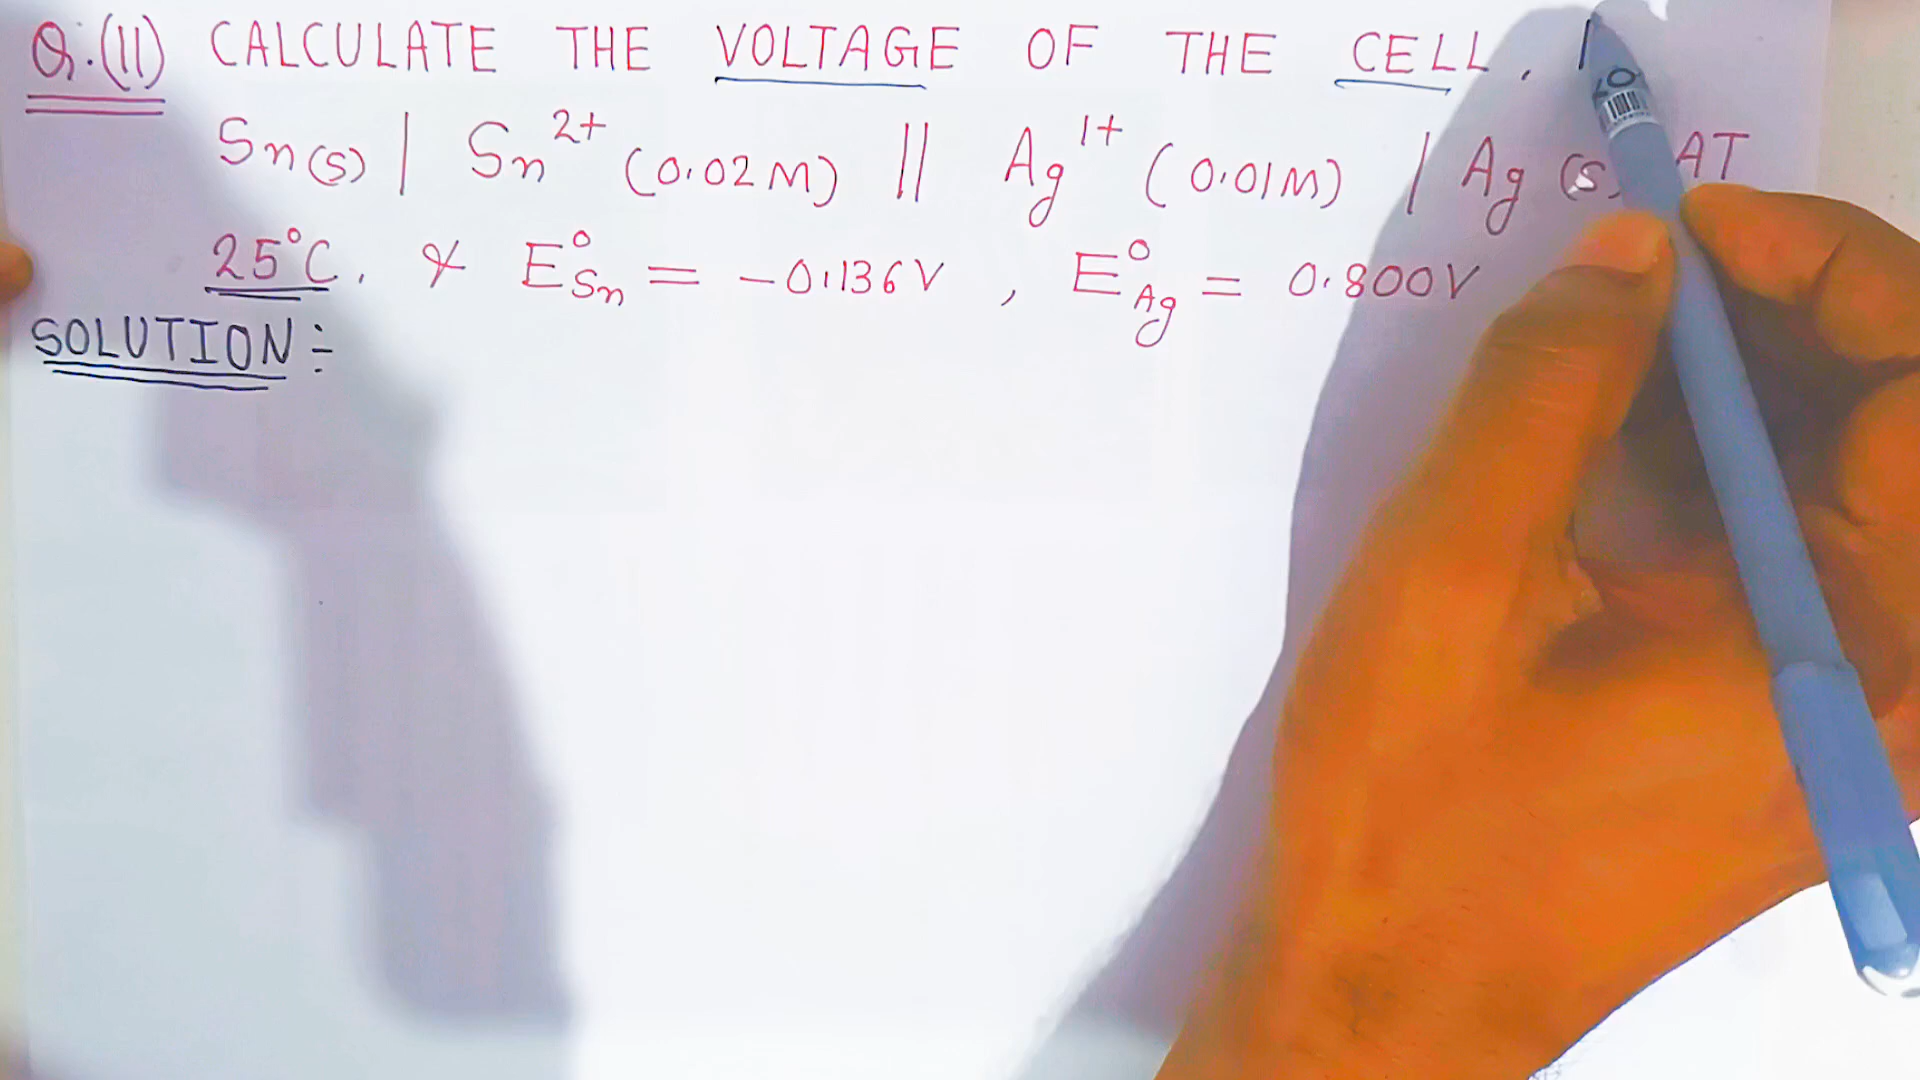 Q.(11) CALCULATE THE VOLTAGE OF THE CELL.
Sn(s) | Sn²⁺ (0.02M) || Ag¹⁺ (0.01M) | Ag (s) AT
25°C. & E°Sn = -0.136V , E°Ag = 0.800V
SOLUTION :-